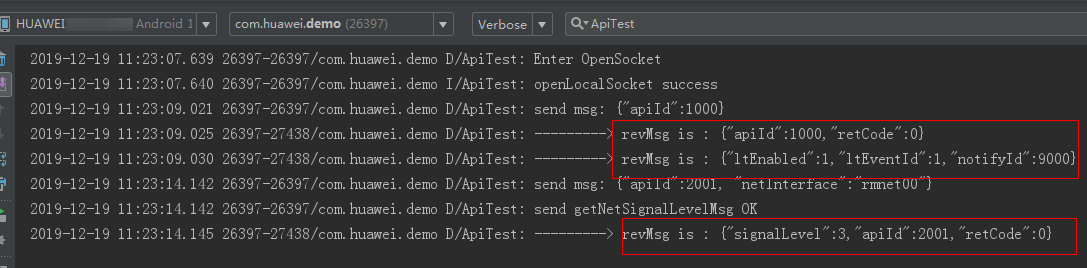 HUAWEI Android 1 com.huawei.demo (26397) Verbose ApiTest
2019-12-19 11:23:07.639 26397-26397/com.huawei.demo D/ApiTest: Enter OpenSocket
2019-12-19 11:23:07.640 26397-26397/com.huawei.demo I/ApiTest: openLocalSocket success
2019-12-19 11:23:09.021 26397-26397/com.huawei.demo D/ApiTest: send msg: {"apiId":1000}
2019-12-19 11:23:09.025 26397-27438/com.huawei.demo D/ApiTest: ---------> revMsg is : {"apiId":1000,"retCode":0}
2019-12-19 11:23:09.030 26397-27438/com.huawei.demo D/ApiTest: ---------> revMsg is : {"ltEnabled":1,"ltEventId":1,"notifyId":9000}
2019-12-19 11:23:14.142 26397-26397/com.huawei.demo D/ApiTest: send msg: {"apiId":2001, "netInterface":"rmnet00"}
2019-12-19 11:23:14.142 26397-26397/com.huawei.demo D/ApiTest: send getNetSignalLevelMsg OK
2019-12-19 11:23:14.145 26397-27438/com.huawei.demo D/ApiTest: ---------> revMsg is : {"signalLevel":3,"apiId":2001,"retCode":0}